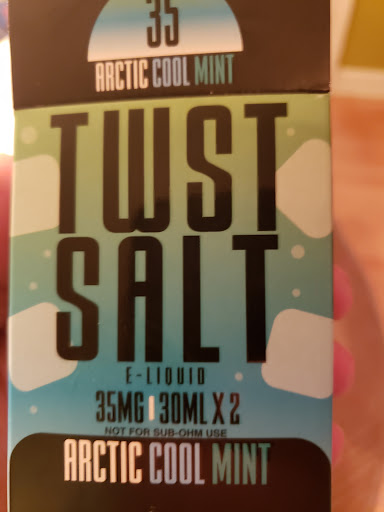 35
ARCTIC COOL MINT
TWST
SALT
E-LIQUID
35MG | 30ML X 2
NOT FOR SUB-OHM USE
ARCTIC COOL MINT